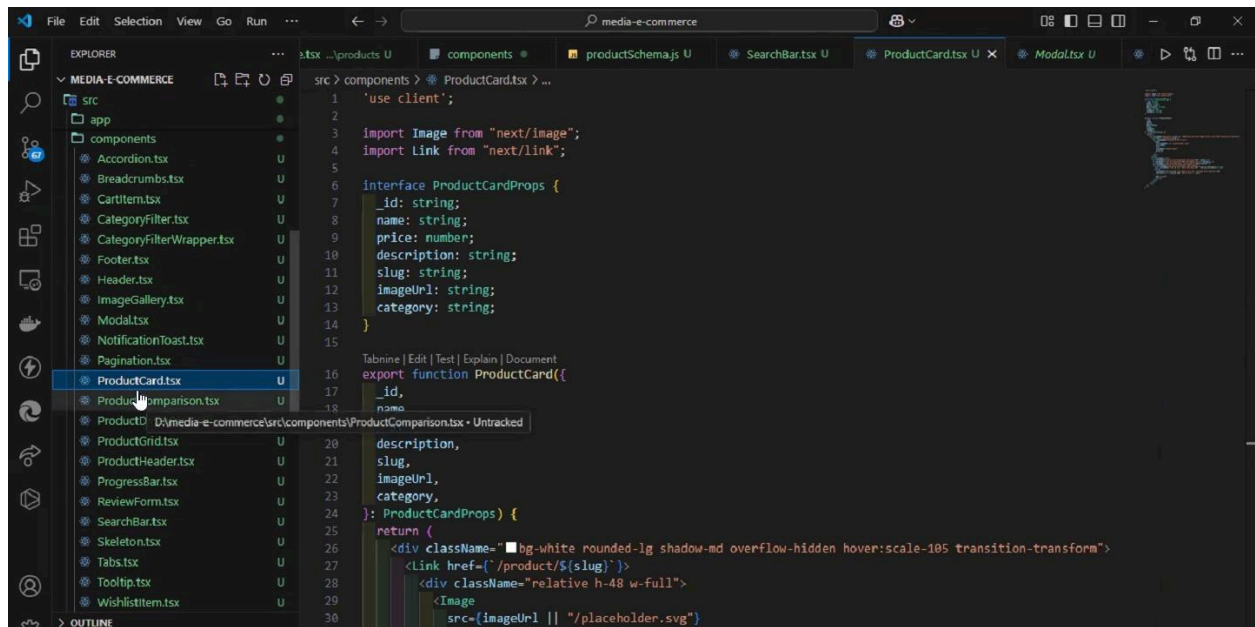 File Edit Selection View Go Run ··· ← → media-e-commerce
EXPLORER ···
e.tsx ...\products U components productSchema.js U SearchBar.tsx U ProductCard.tsx U × Modal.tsx U ···
MEDIA-E-COMMERCE
src > components > ProductCard.tsx > ...
src
app
components
Accordion.tsx U
Breadcrumbs.tsx U
CartItem.tsx U
CategoryFilter.tsx U
CategoryFilterWrapper.tsx U
Footer.tsx U
Header.tsx U
ImageGallery.tsx U
Modal.tsx U
NotificationToast.tsx U
Pagination.tsx U
ProductCard.tsx U
ProductComparison.tsx U
ProductD
D:\media-e-commerce\src\components\ProductComparison.tsx • Untracked
ProductGrid.tsx U
ProductHeader.tsx U
ProgressBar.tsx U
ReviewForm.tsx U
SearchBar.tsx U
Skeleton.tsx U
Tabs.tsx U
Tooltip.tsx U
WishlistItem.tsx U
OUTLINE
67
1 'use client';
2
3 import Image from "next/image";
4 import Link from "next/link";
5
6 interface ProductCardProps {
7 _id: string;
8 name: string;
9 price: number;
10 description: string;
11 slug: string;
12 imageUrl: string;
13 category: string;
14 }
15
Tabnine | Edit | Test | Explain | Document
16 export function ProductCard({
17 _id,
18 name
20 description,
21 slug,
22 imageUrl,
23 category,
24 }: ProductCardProps) {
25 return (
26 <div className="bg-white rounded-lg shadow-md overflow-hidden hover:scale-105 transition-transform">
27 <Link href={`/product/${slug}`}>
28 <div className="relative h-48 w-full">
29 <Image
30 src={imageUrl || "/placeholder.svg"}